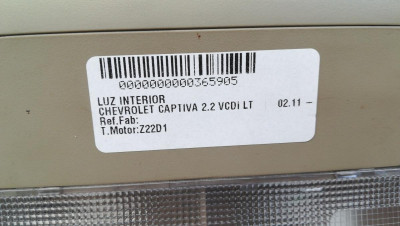 0000000000365905
LUZ INTERIOR
CHEVROLET CAPTIVA 2.2 VCDi LT 02.11 -
Ref.Fab:
T.Motor:Z22D1